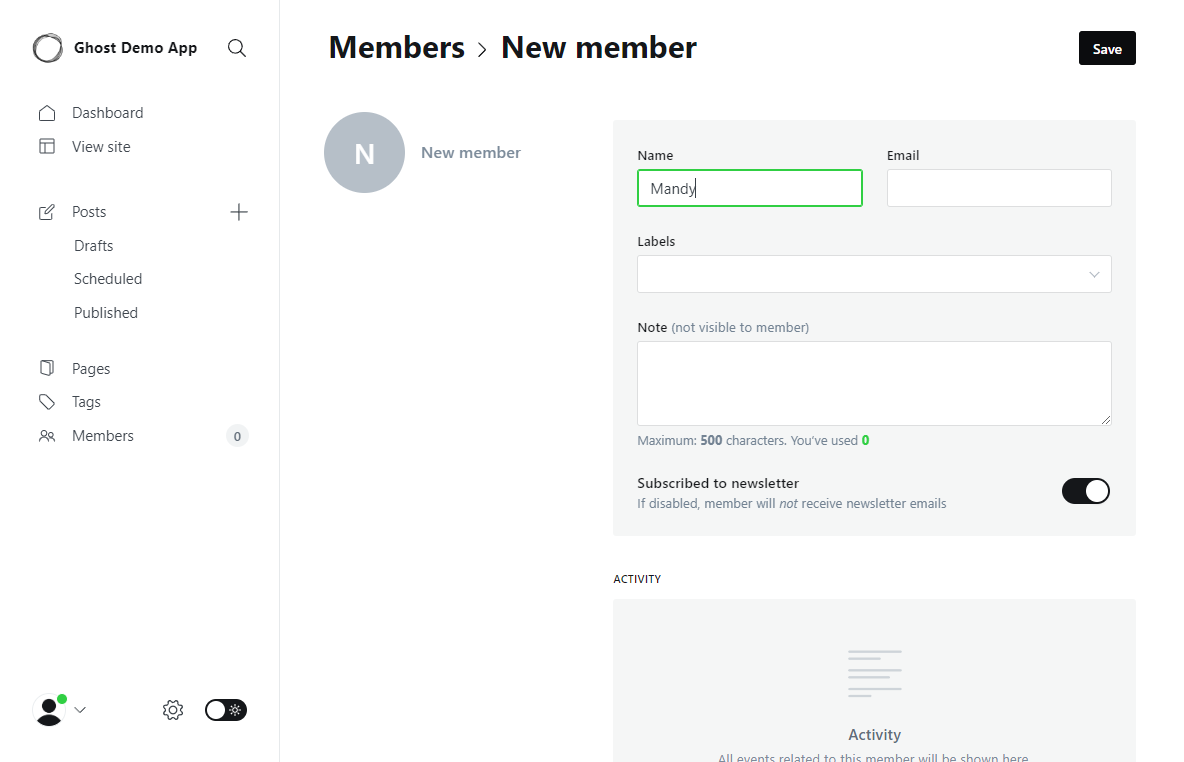 Ghost Demo App
Dashboard
View site
Posts
Drafts
Scheduled
Published
Pages
Tags
Members
0
Members > New member
Save
N
New member
Name
Email
Mandy
Labels
Note (not visible to member)
Maximum: 500 characters. You've used 0
Subscribed to newsletter
If disabled, member will not receive newsletter emails
ACTIVITY
Activity
All events related to this member will be shown here